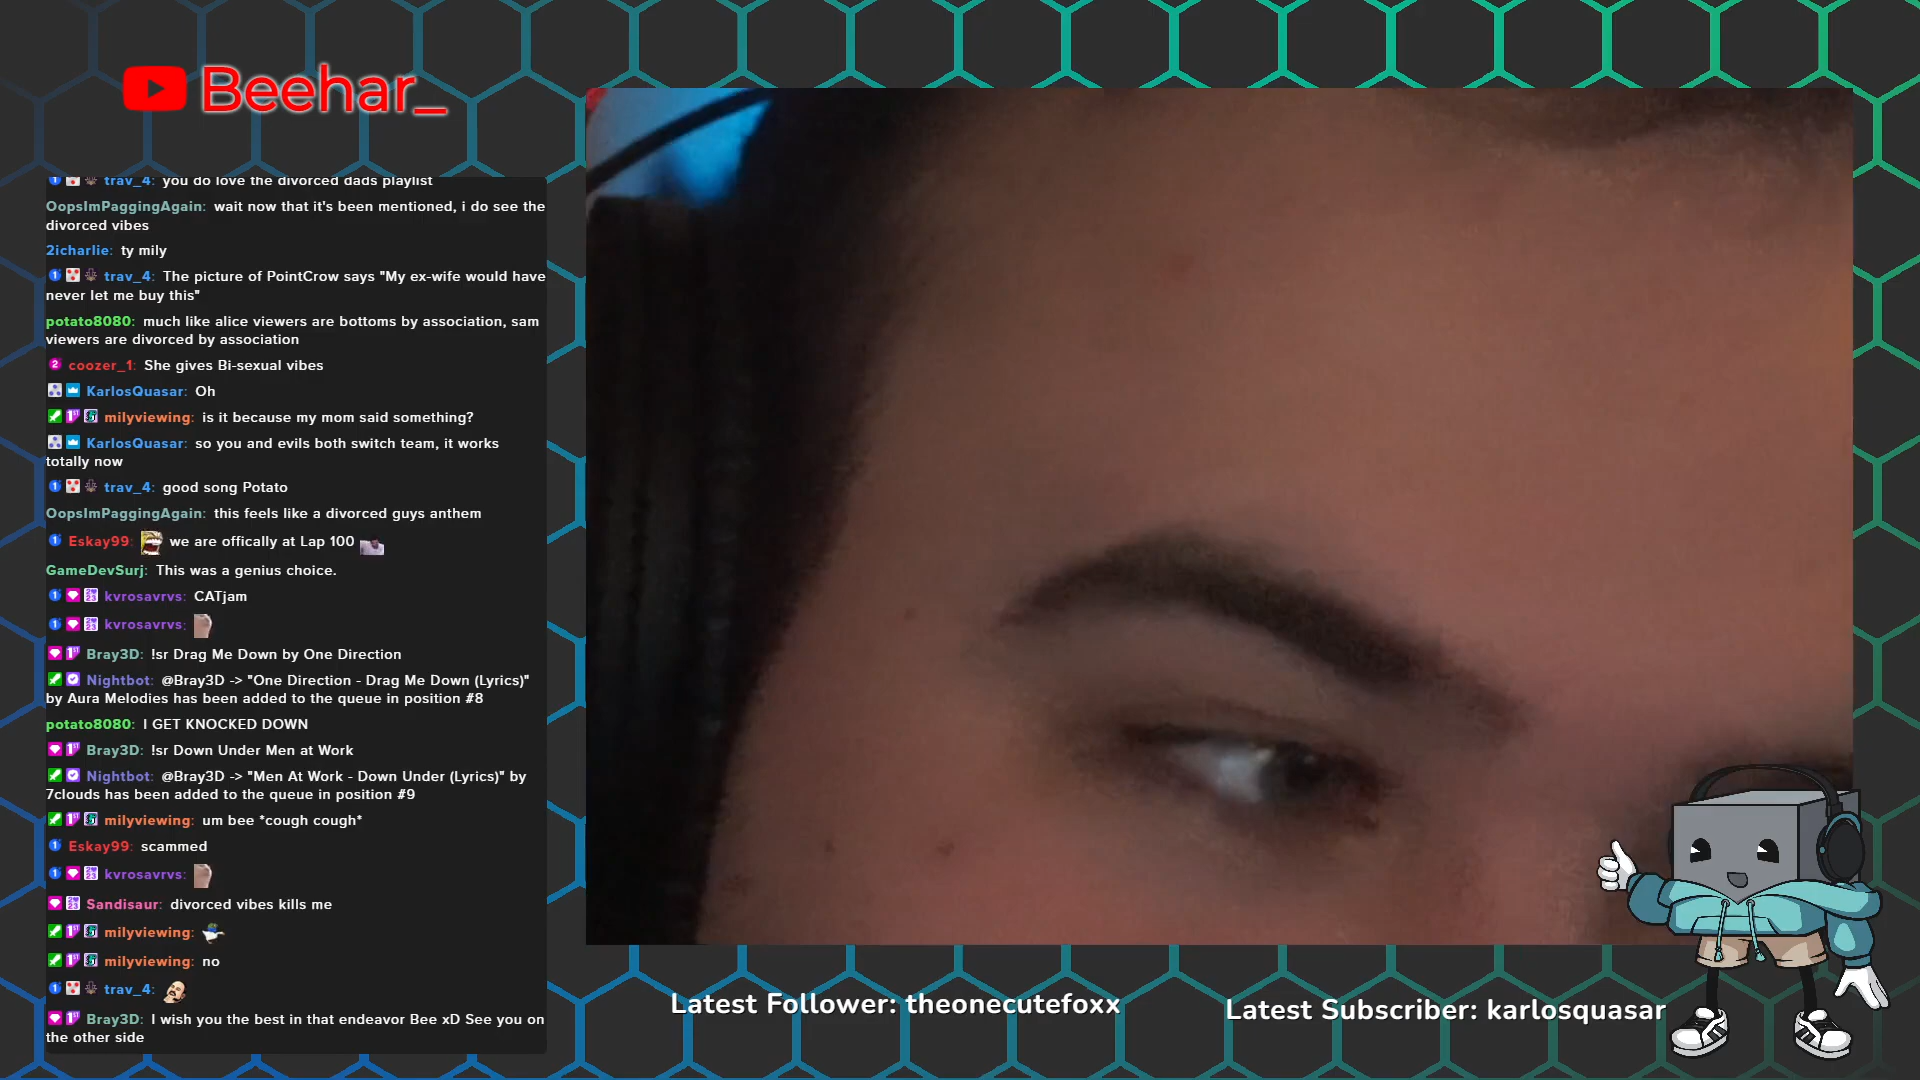 Beehar_
trav_4: you do love the divorced dads playlist
OopsImPaggingAgain: wait now that it's been mentioned, i do see the
divorced vibes
2icharlie: ty mily
trav_4: The picture of PointCrow says "My ex-wife would have
never let me buy this"
potato8080: much like alice viewers are bottoms by association, sam
viewers are divorced by association
2 coozer_1: She gives Bi-sexual vibes
KarlosQuasar: Oh
milyviewing: is it because my mom said something?
KarlosQuasar: so you and evils both switch team, it works
totally now
trav_4: good song Potato
OopsImPaggingAgain: this feels like a divorced guys anthem
Eskay99: we are offically at Lap 100
GameDevSurj: This was a genius choice.
kvrosavrvs: CATjam
kvrosavrvs:
Bray3D: !sr Drag Me Down by One Direction
Nightbot: @Bray3D -> "One Direction - Drag Me Down (Lyrics)"
by Aura Melodies has been added to the queue in position #8
potato8080: I GET KNOCKED DOWN
Bray3D: !sr Down Under Men at Work
Nightbot: @Bray3D -> "Men At Work - Down Under (Lyrics)" by
7clouds has been added to the queue in position #9
milyviewing: um bee *cough cough*
Eskay99: scammed
kvrosavrvs:
Sandisaur: divorced vibes kills me
milyviewing:
milyviewing: no
trav_4:
Bray3D: I wish you the best in that endeavor Bee xD See you on
the other side
Latest Follower: theonecutefoxx
Latest Subscriber: karlosquasar